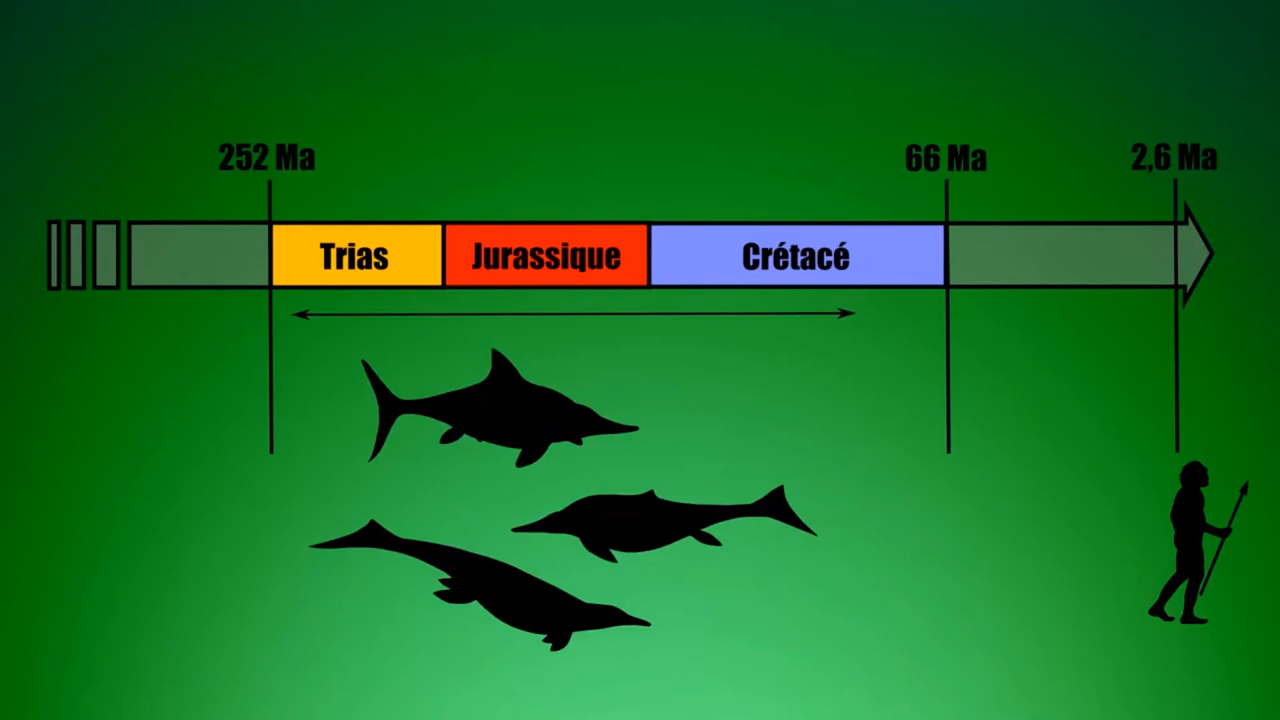 252 Ma
66 Ma
2,6 Ma
Trias
Jurassique
Crétacé